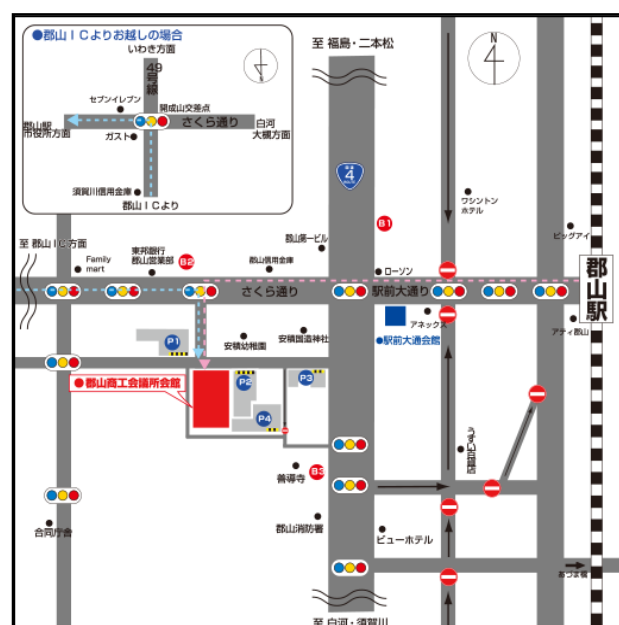 ●郡山ICよりお越しの場合
いわき方面
49号線
セブンイレブン
開成山交差点
さくら通り
郡山駅
市役所方面
白河
大槻方面
ガスト
須賀川信用金庫
郡山ICより
N
至 福島・二本松
N
4
ワシントン
ホテル
B1
ビッグアイ
至 郡山IC方面
Family
mart
東邦銀行
郡山営業部
B2
郡山信用金庫
郡山第一ビル
ローソン
さくら通り
駅前大通り
郡山駅
アネックス
●駅前大通会館
アティ郡山
P1
安積幼稚園
安積国造神社
●郡山商工会議所会館
P2
P3
P4
うすい百貨店
善導寺
B3
合同庁舎
郡山消防署
ビューホテル
あづま橋
至 白河・須賀川